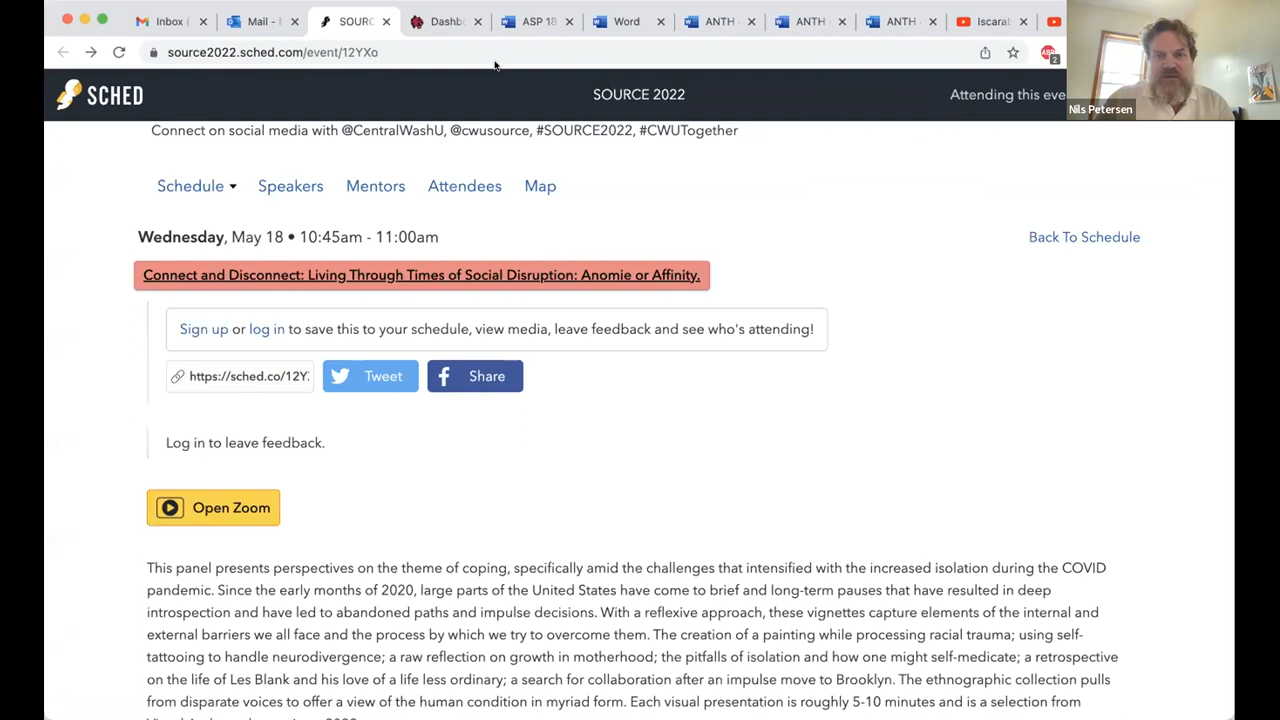 Inbox
Mail -
SOURC
Dashb
ASP 18
Word
ANTH
ANTH -
ANTH
Iscarab
source2022.sched.com/event/12YXo
ABP
2
SCHED
SOURCE 2022
Attending this eve
Nils Petersen
Connect on social media with @CentralWashU, @cwusource, #SOURCE2022, #CWUTogether
Schedule
Speakers
Mentors
Attendees
Map
Wednesday, May 18 • 10:45am - 11:00am
Back To Schedule
Connect and Disconnect: Living Through Times of Social Disruption: Anomie or Affinity.
Sign up or log in to save this to your schedule, view media, leave feedback and see who's attending!
https://sched.co/12Y
Tweet
Share
Log in to leave feedback.
Open Zoom
This panel presents perspectives on the theme of coping, specifically amid the challenges that intensified with the increased isolation during the COVID
pandemic. Since the early months of 2020, large parts of the United States have come to brief and long-term pauses that have resulted in deep
introspection and have led to abandoned paths and impulse decisions. With a reflexive approach, these vignettes capture elements of the internal and
external barriers we all face and the process by which we try to overcome them. The creation of a painting while processing racial trauma; using self-
tattooing to handle neurodivergence; a raw reflection on growth in motherhood; the pitfalls of isolation and how one might self-medicate; a retrospective
on the life of Les Blank and his love of a life less ordinary; a search for collaboration after an impulse move to Brooklyn. The ethnographic collection pulls
from disparate voices to offer a view of the human condition in myriad form. Each visual presentation is roughly 5-10 minutes and is a selection from